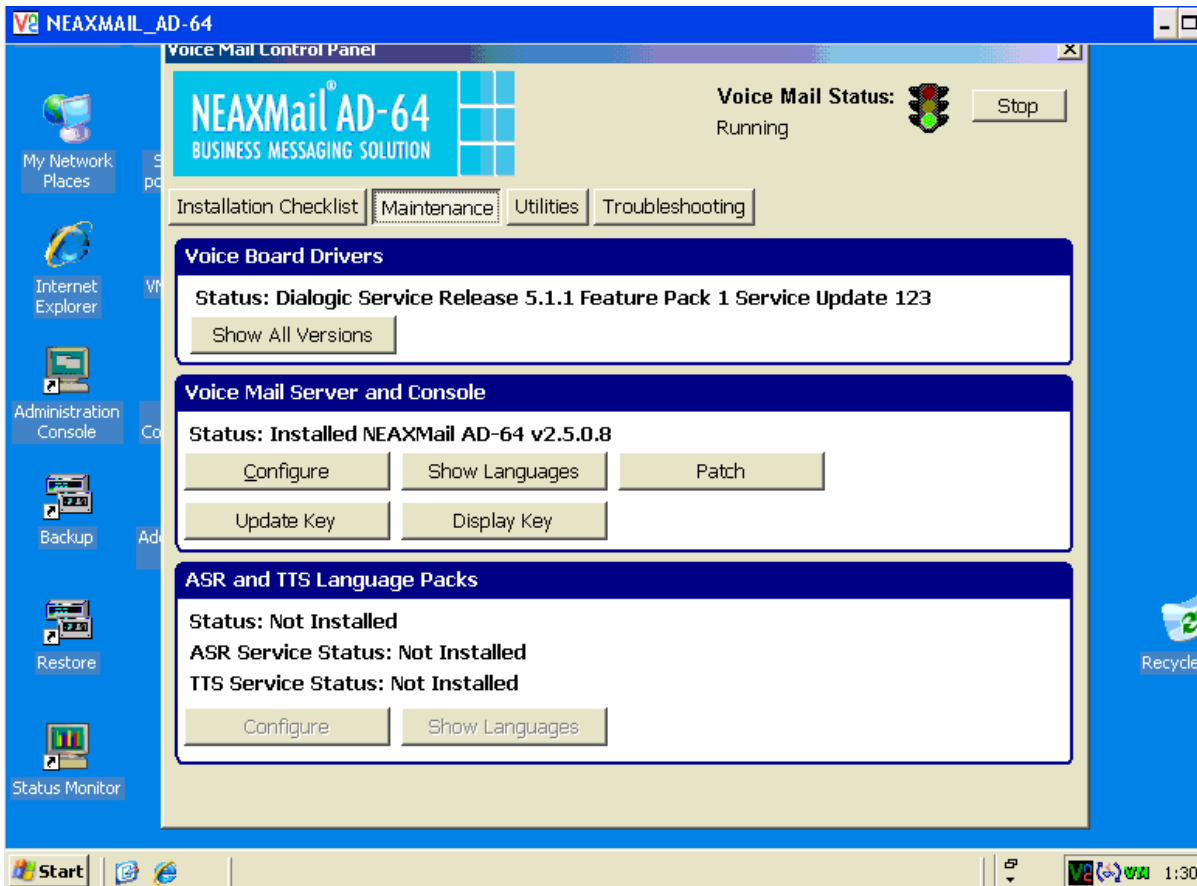 NEAXMAIL_AD-64
Voice Mail Control Panel
NEAXMail® AD-64
BUSINESS MESSAGING SOLUTION
Voice Mail Status:
Running
Stop
My Network
Places
Installation Checklist
Maintenance
Utilities
Troubleshooting
Voice Board Drivers
Status: Dialogic Service Release 5.1.1 Feature Pack 1 Service Update 123
Show All Versions
Internet
Explorer
Voice Mail Server and Console
Status: Installed NEAXMail AD-64 v2.5.0.8
Configure
Show Languages
Patch
Update Key
Display Key
Administration
Console
Co
Backup
Ad
ASR and TTS Language Packs
Status: Not Installed
ASR Service Status: Not Installed
TTS Service Status: Not Installed
Configure
Show Languages
Restore
Recycle
Status Monitor
Start
1:30